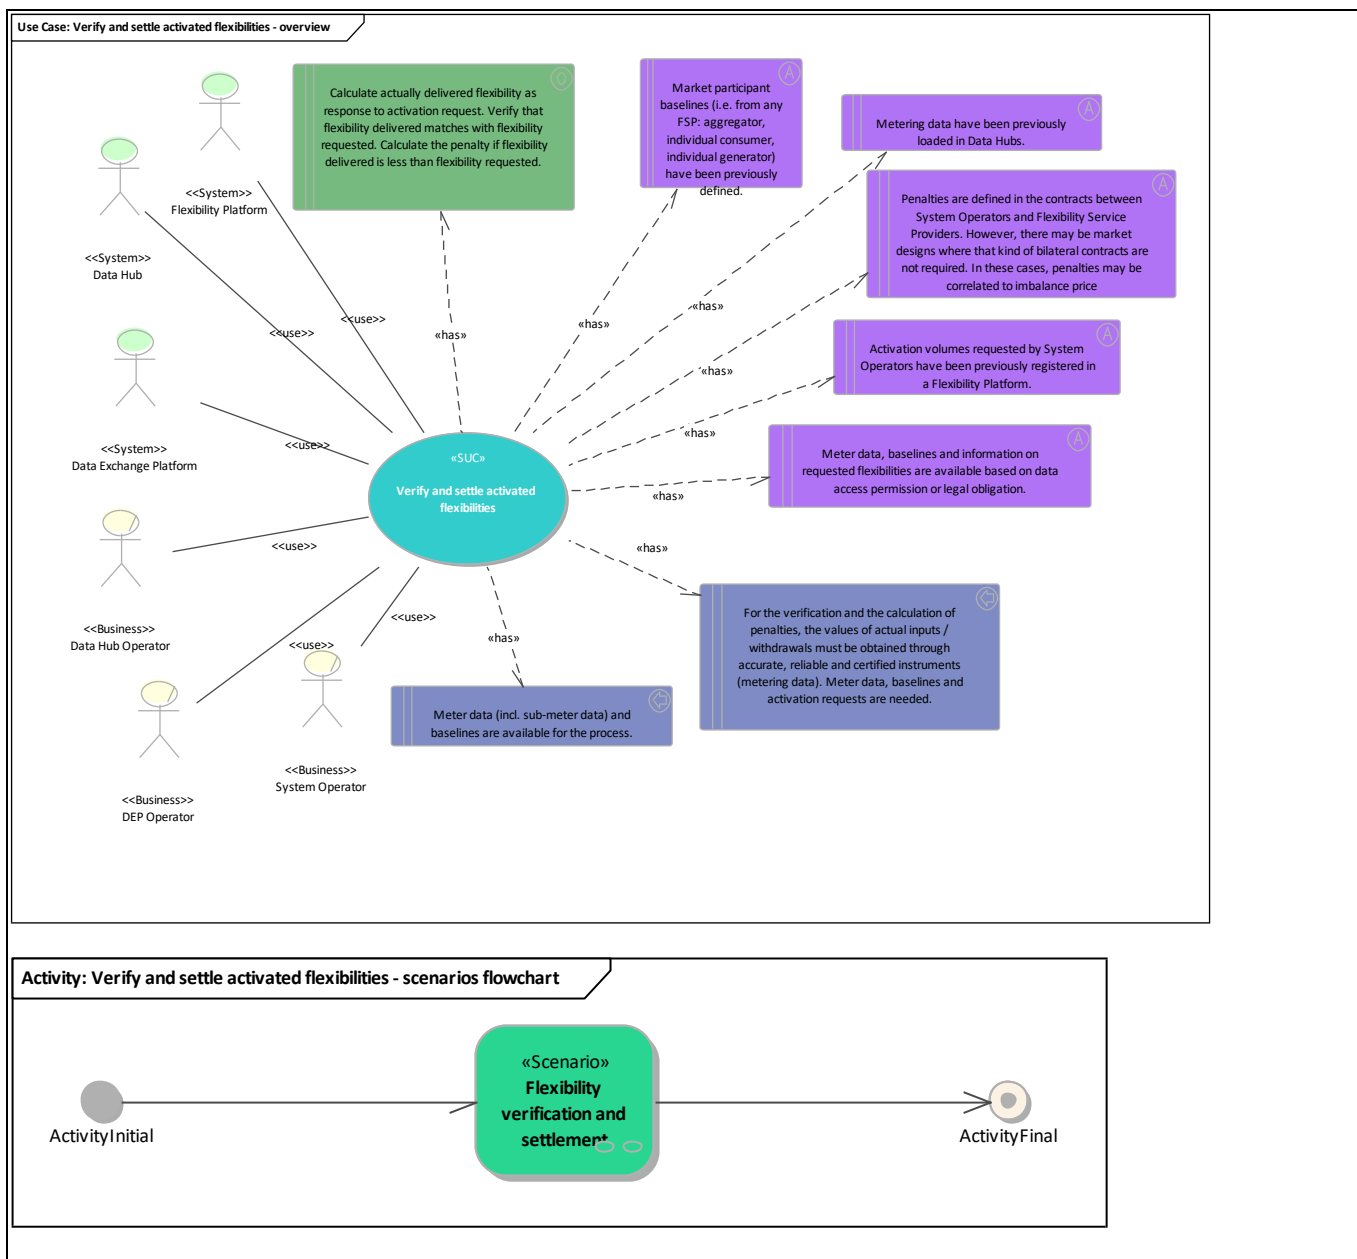 Use Case: Verify and settle activated flexibilities - overview
Calculate actually delivered flexibility as
response to activation request. Verify that
flexibility delivered matches with flexibility
requested. Calculate the penalty if flexibility
delivered is less than flexibility requested.
O
Market participant
baselines (i.e. from any
FSP: aggregator,
individual consumer,
individual generator)
have been previously
defined.
A
Metering data have been previously
loaded in Data Hubs.
A
Penalties are defined in the contracts between
System Operators and Flexibility Service
Providers. However, there may be market
designs where that kind of bilateral contracts are
not required. In these cases, penalties may be
correlated to imbalance price
A
Activation volumes requested by System
Operators have been previously registered in
a Flexibility Platform.
A
Meter data, baselines and information on
requested flexibilities are available based on data
access permission or legal obligation.
A
For the verification and the calculation of
penalties, the values of actual inputs /
withdrawals must be obtained through
accurate, reliable and certified instruments
(metering data). Meter data, baselines and
activation requests are needed.
Meter data (incl. sub-meter data) and
baselines are available for the process.
<<System>>
Flexibility Platform
<<System>>
Data Hub
<<System>>
Data Exchange Platform
<<Business>>
Data Hub Operator
<<Business>>
DEP Operator
<<Business>>
System Operator
<<use>>
<<use>>
<<use>>
<<use>>
<<use>>
<<use>>
«has»
«has»
«has»
«has»
«has»
«has»
«has»
«has»
«SUC»
Verify and settle activated
flexibilities
Activity: Verify and settle activated flexibilities - scenarios flowchart
ActivityInitial
«Scenario»
Flexibility
verification and
settlement
ActivityFinal